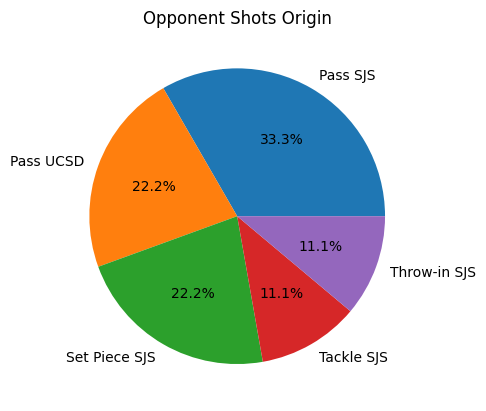 Opponent Shots Origin
Pass SJS
33.3%
Pass UCSD
22.2%
22.2%
Set Piece SJS
11.1%
Tackle SJS
11.1%
Throw-in SJS